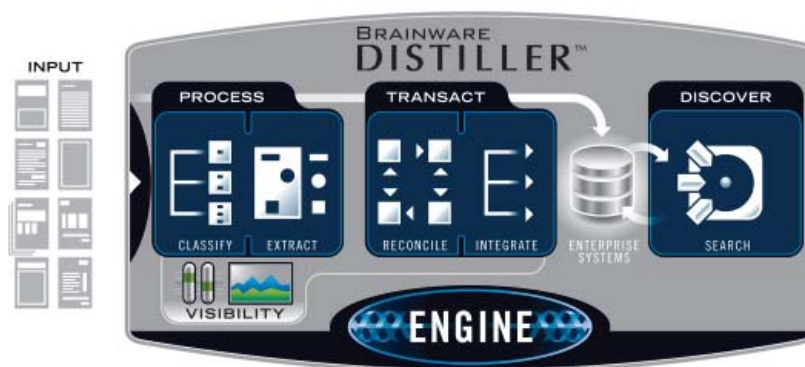 BRAINWARE
DISTILLER™
INPUT
PROCESS
TRANSACT
DISCOVER
CLASSIFY
EXTRACT
RECONCILE
INTEGRATE
ENTERPRISE
SYSTEMS
SEARCH
VISIBILITY
ENGINE